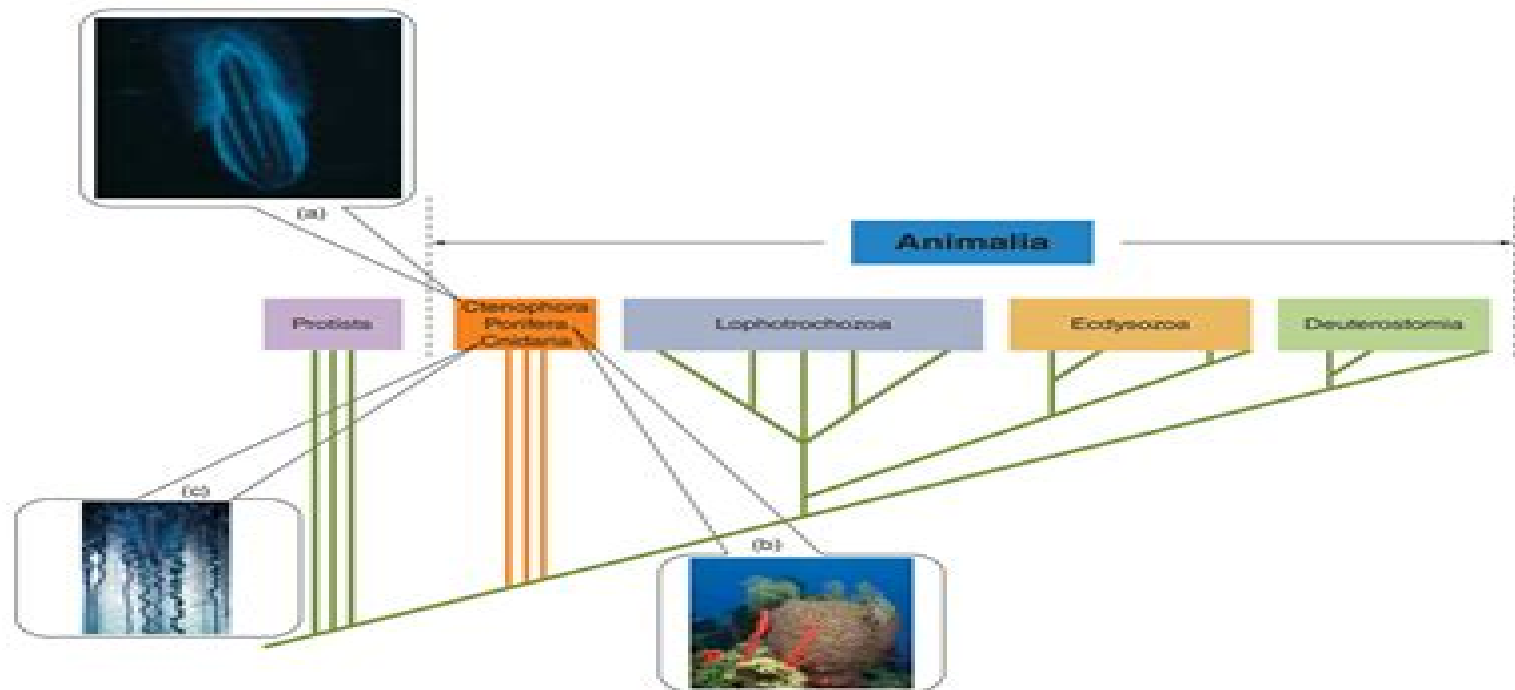 (a)
Animalia
Protista
Ctenophora
Porifera
Cnidaria
Lophotrochozoa
Ecdysozoa
Deuterostomia
(c)
(b)